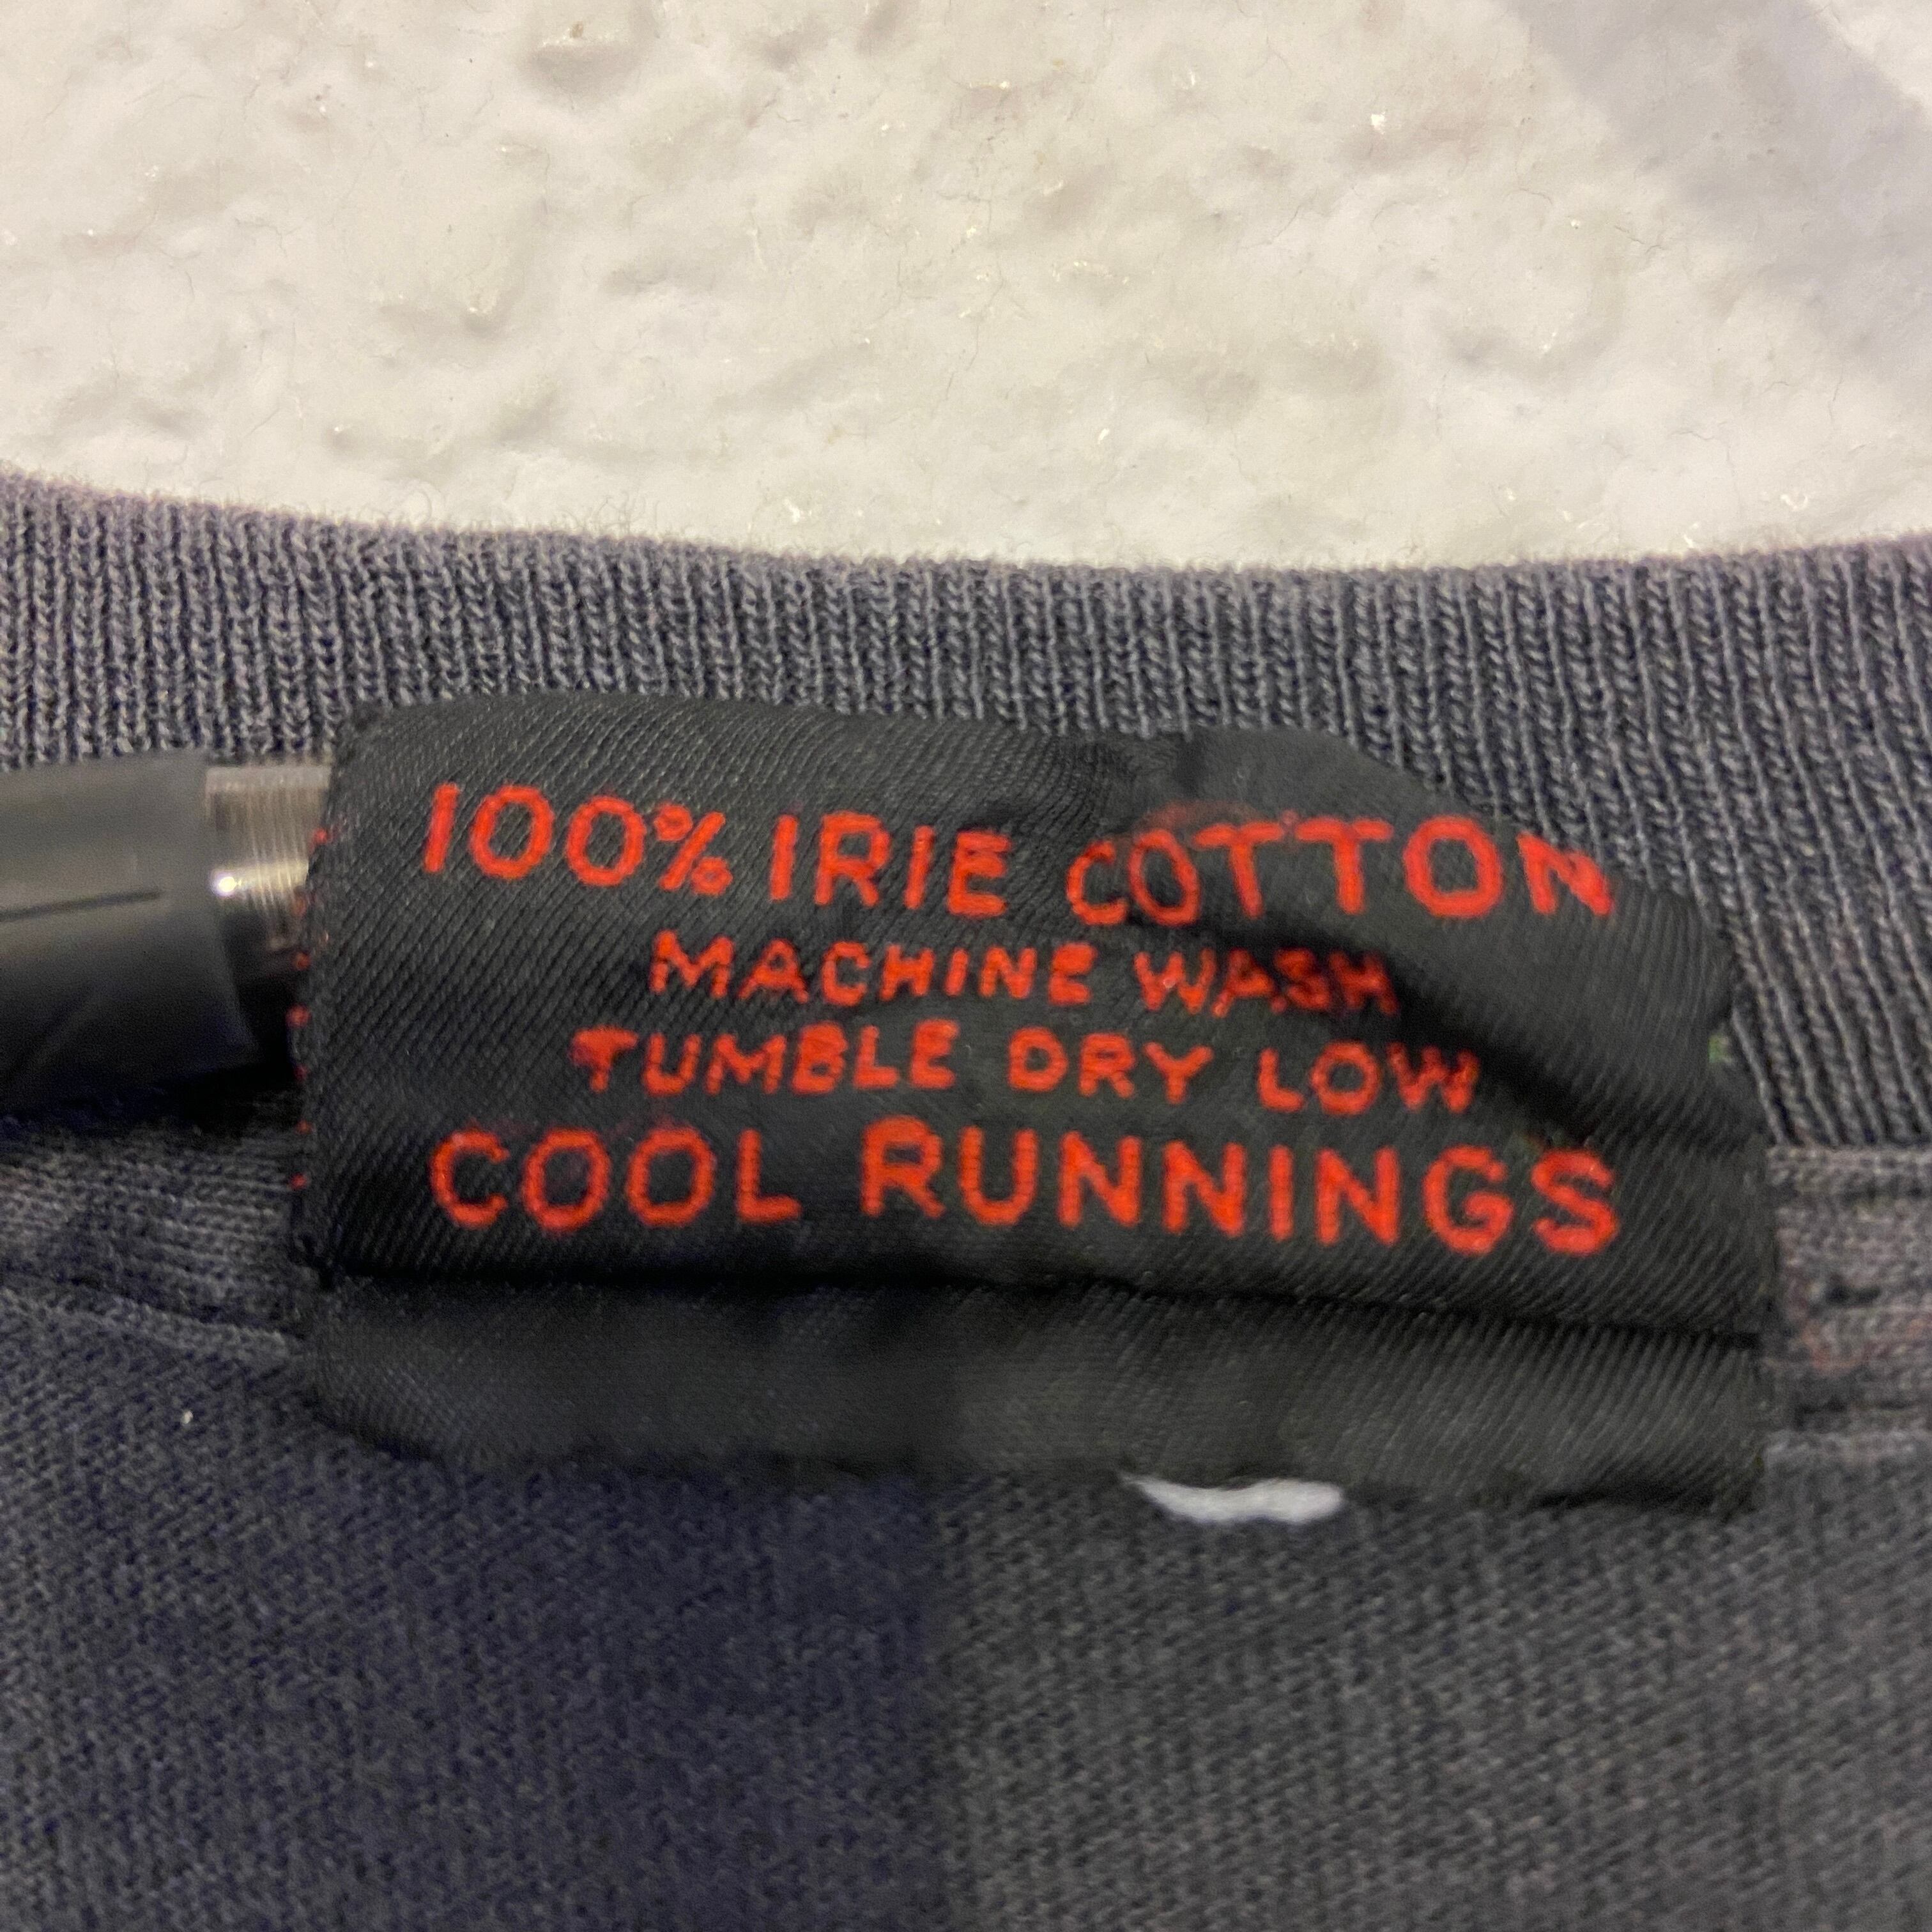 100% IRIE COTTON
MACHINE WASH
TUMBLE DRY LOW
COOL RUNNINGS